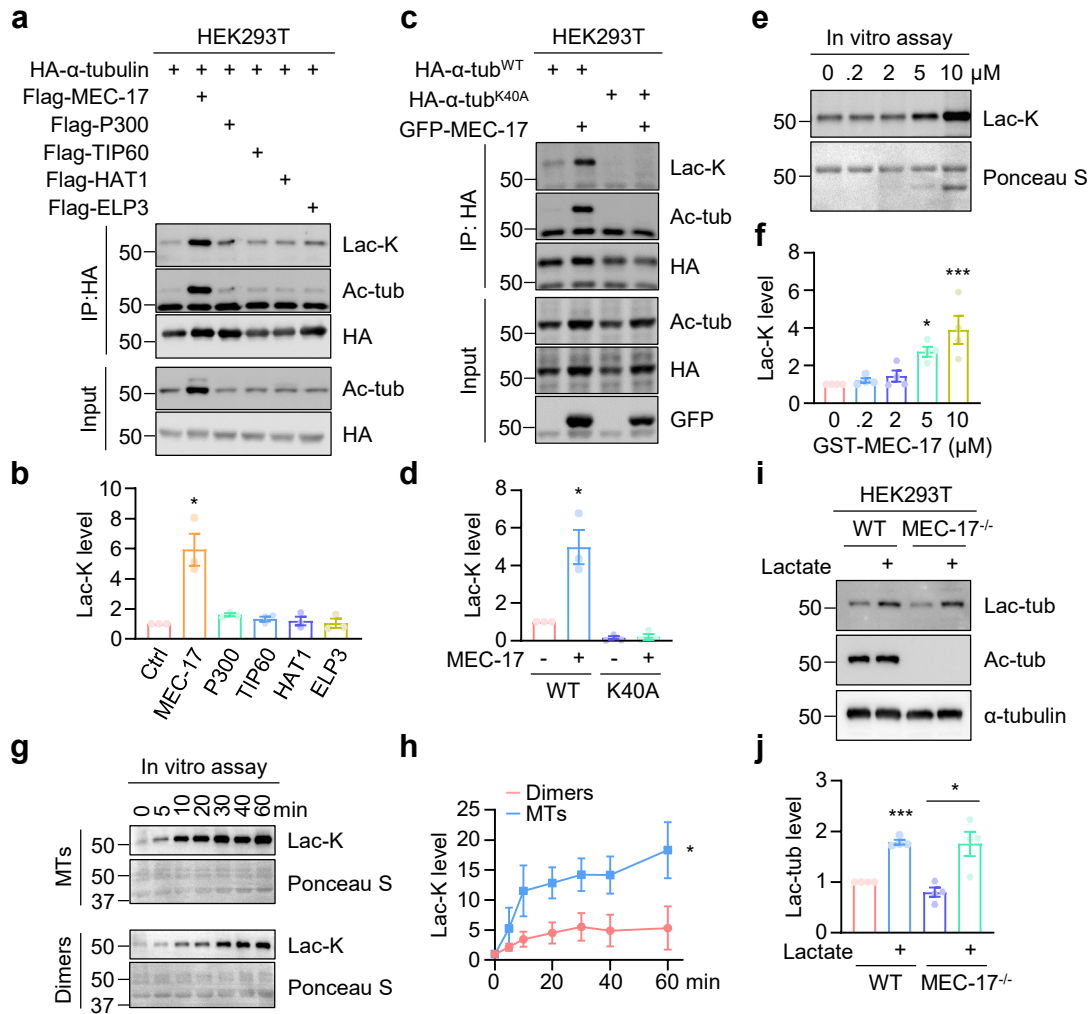 a
HEK293T
HA-α-tubulin + + + + + +
Flag-MEC-17 +
Flag-P300 +
Flag-TIP60 +
Flag-HAT1 +
Flag-ELP3 +
IP:HA
50 Lac-K
50 Ac-tub
50 HA
Input
50 Ac-tub
50 HA
b
Lac-K level
10
8
6
4
2
0
*
Ctrl MEC-17 P300 TIP60 HAT1 ELP3
c
HEK293T
HA-α-tubWT + +
HA-α-tubK40A + +
GFP-MEC-17 + +
IP: HA
50 Lac-K
50 Ac-tub
50 HA
Input
50 Ac-tub
50 HA
50 GFP
d
Lac-K level
8
6
4
2
0
*
MEC-17 - + - +
WT K40A
e
In vitro assay
0 .2 2 5 10 μM
50 Lac-K
50 Ponceau S
f
Lac-K level
8
6
4
2
0
* ***
0 .2 2 5 10
GST-MEC-17 (μM)
g
In vitro assay
0 5 10 20 30 40 60 min
MTs
50 Lac-K
50 Ponceau S
37
Dimers
50 Lac-K
50 Ponceau S
37
h
Dimers
MTs
Lac-K level
25
20
15
10
5
0
*
0 20 40 60 min
i
HEK293T
WT MEC-17-/-
Lactate + +
50 Lac-tub
50 Ac-tub
50 α-tubulin
j
Lac-tub level
3
2
1
0
*** *
Lactate + +
WT MEC-17-/-